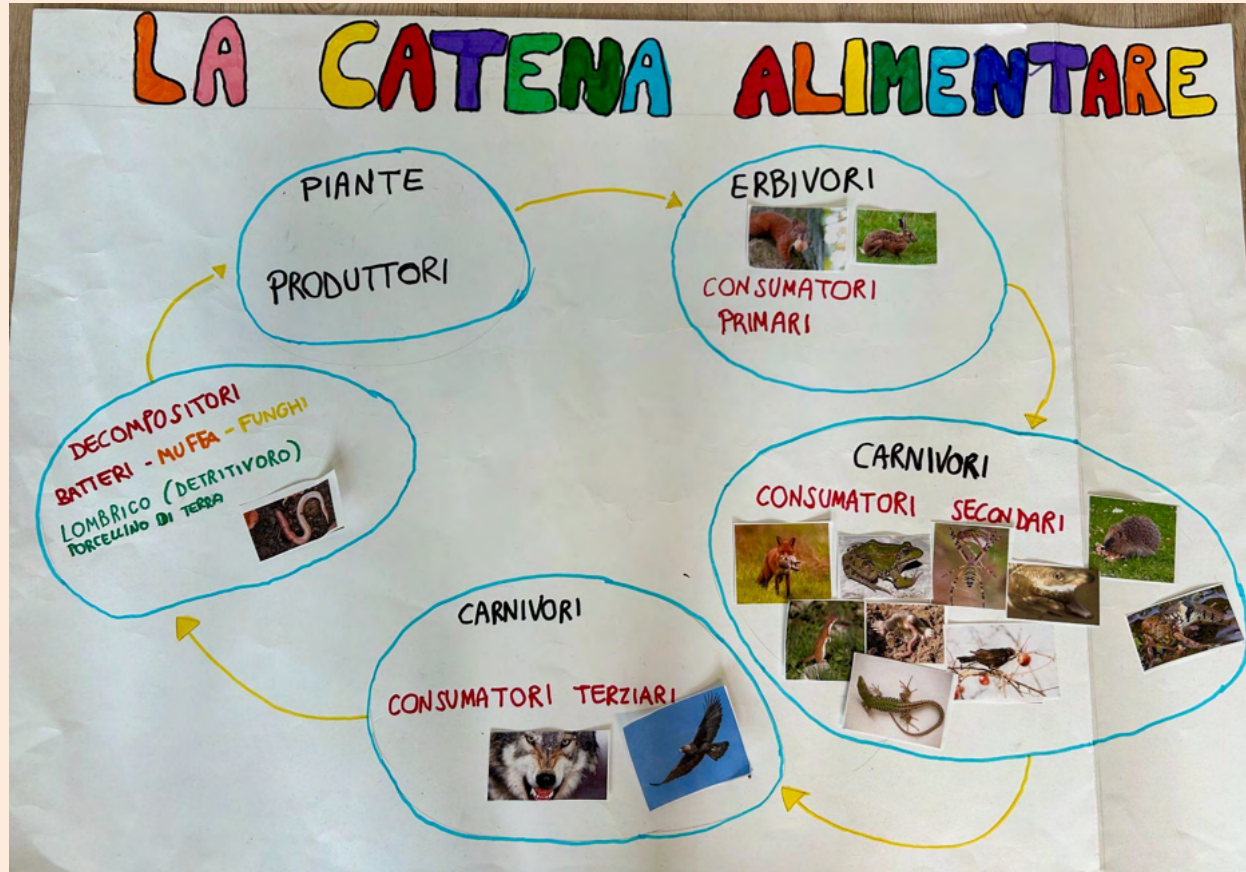 LA CATENA ALIMENTARE
PIANTE
PRODUTTORI
ERBIVORI
CONSUMATORI
PRIMARI
CARNIVORI
CONSUMATORI SECONDARI
CARNIVORI
CONSUMATORI TERZIARI
DECOMPOSITORI
BATTERI - MUFFA - FUNGHI
LOMBRICO (DETRITIVORO)
PORCELLINO DI TERRA